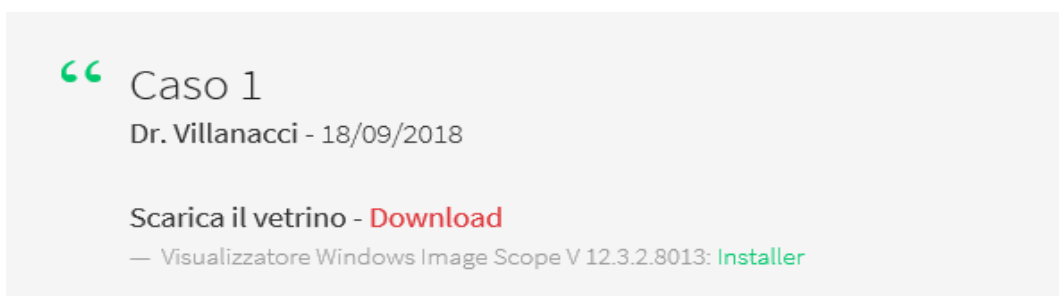 “ Caso 1
Dr. Villanacci - 18/09/2018
Scarica il vetrino - Download
— Visualizzatore Windows Image Scope V 12.3.2.8013: Installer